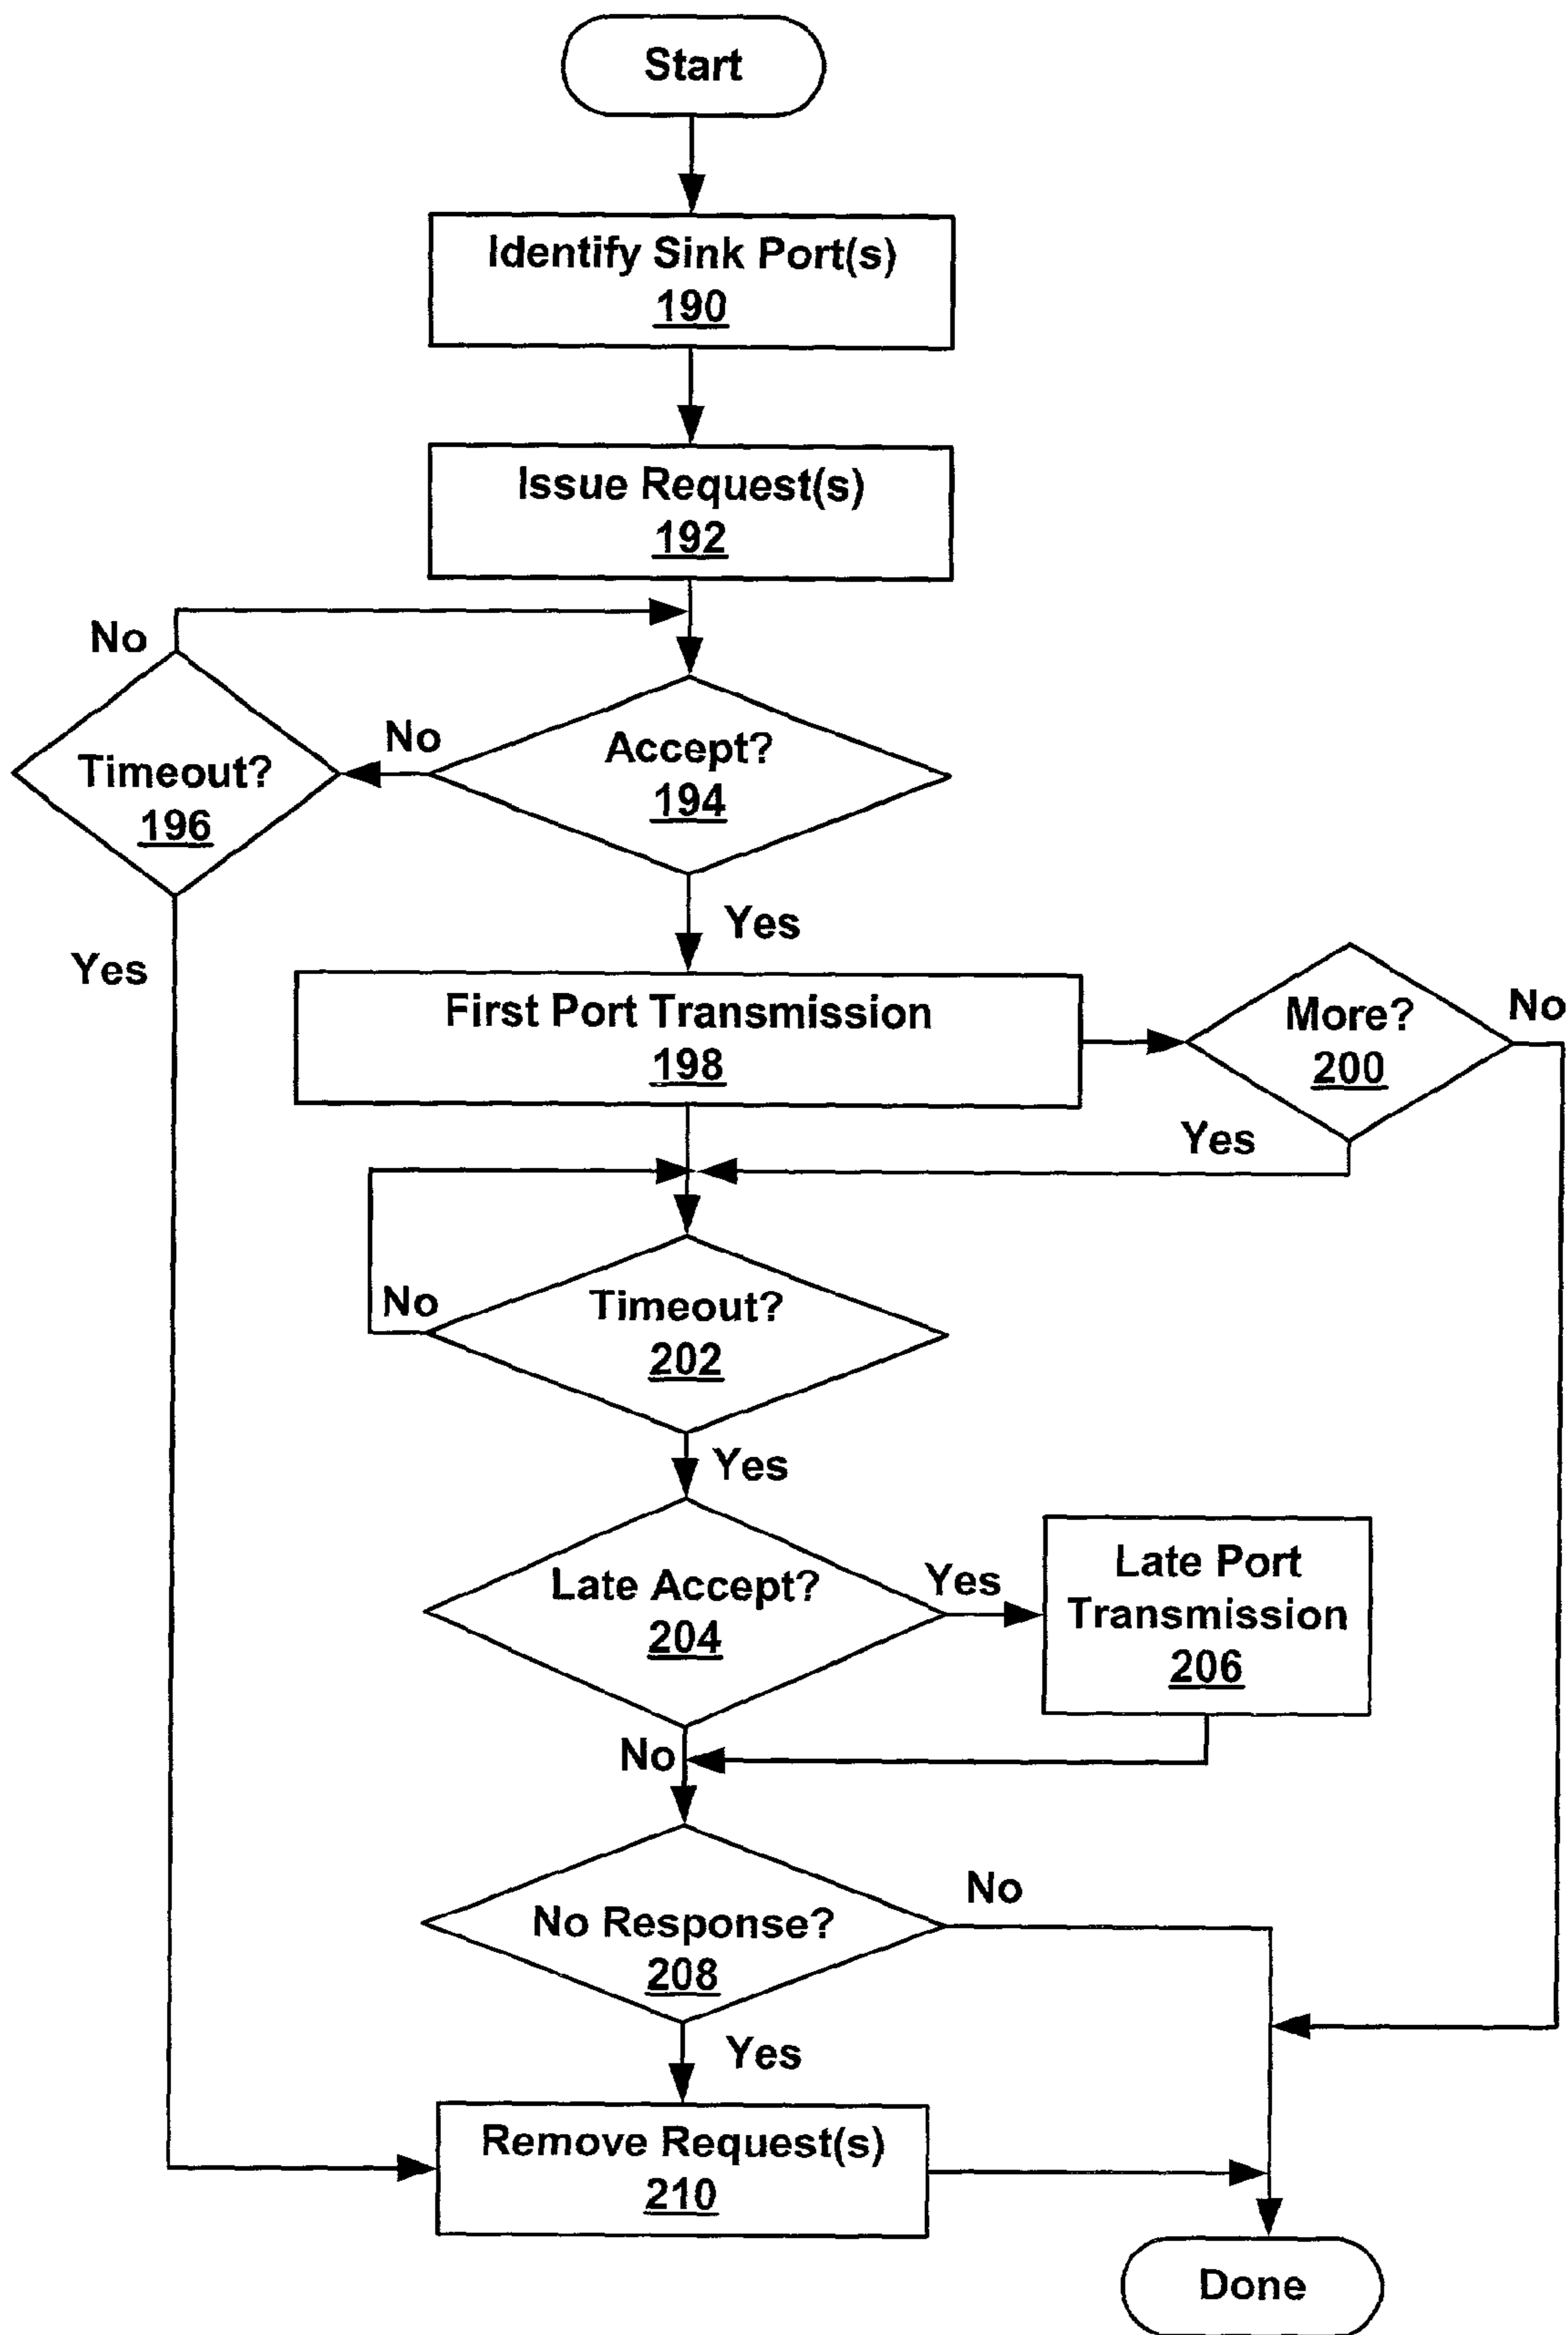 Start
Identify Sink Port(s)
190
Issue Request(s)
192
No
Timeout?
196
No
Accept?
194
Yes
Yes
First Port Transmission
198
More?
200
No
Yes
No
Timeout?
202
Yes
Late Accept?
204
Yes
Late Port
Transmission
206
No
No Response?
208
No
Yes
Remove Request(s)
210
Done